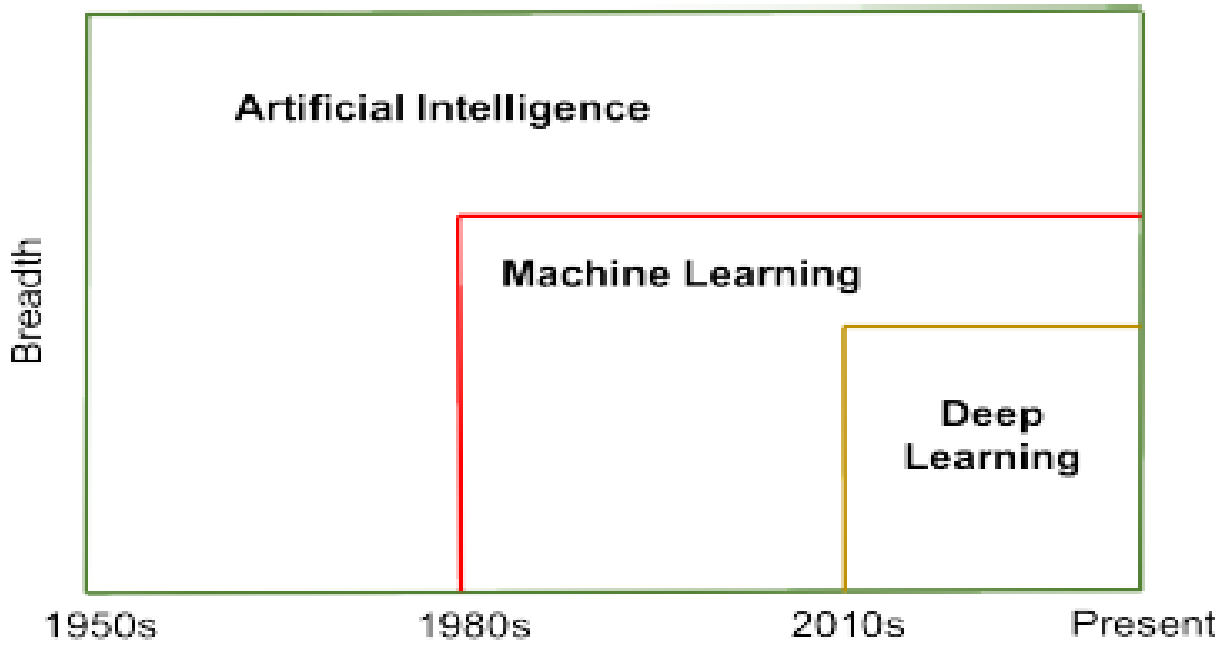 Artificial Intelligence
Machine Learning
Breadth
Deep
Learning
1950s
1980s
2010s
Present